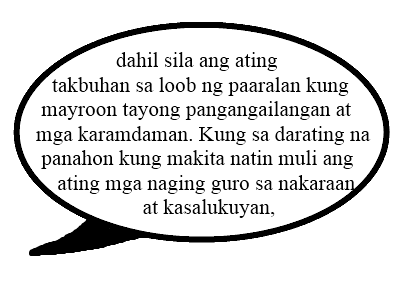 dahil sila ang ating
takbuhan sa loob ng paaralan kung
mayroon tayong pangangailangan at
mga karamdaman. Kung sa darating na
panahon kung makita natin muli ang
ating mga naging guro sa nakaraan
at kasalukuyan,